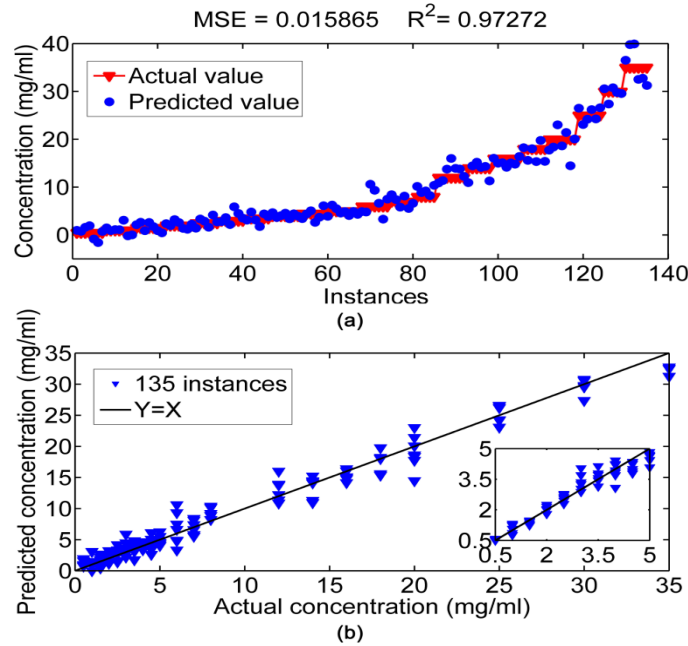 MSE = 0.015865 R²= 0.97272
Concentration (mg/ml)
40
30
20
10
0
Actual value
Predicted value
0 20 40 60 80 100 120 140
Instances
(a)
Predicted concentration (mg/ml)
35
30
25
20
15
10
5
0
135 instances
Y=X
5
3.5
2
0.5
0.5 2 3.5 5
0 5 10 15 20 25 30 35
Actual concentration (mg/ml)
(b)